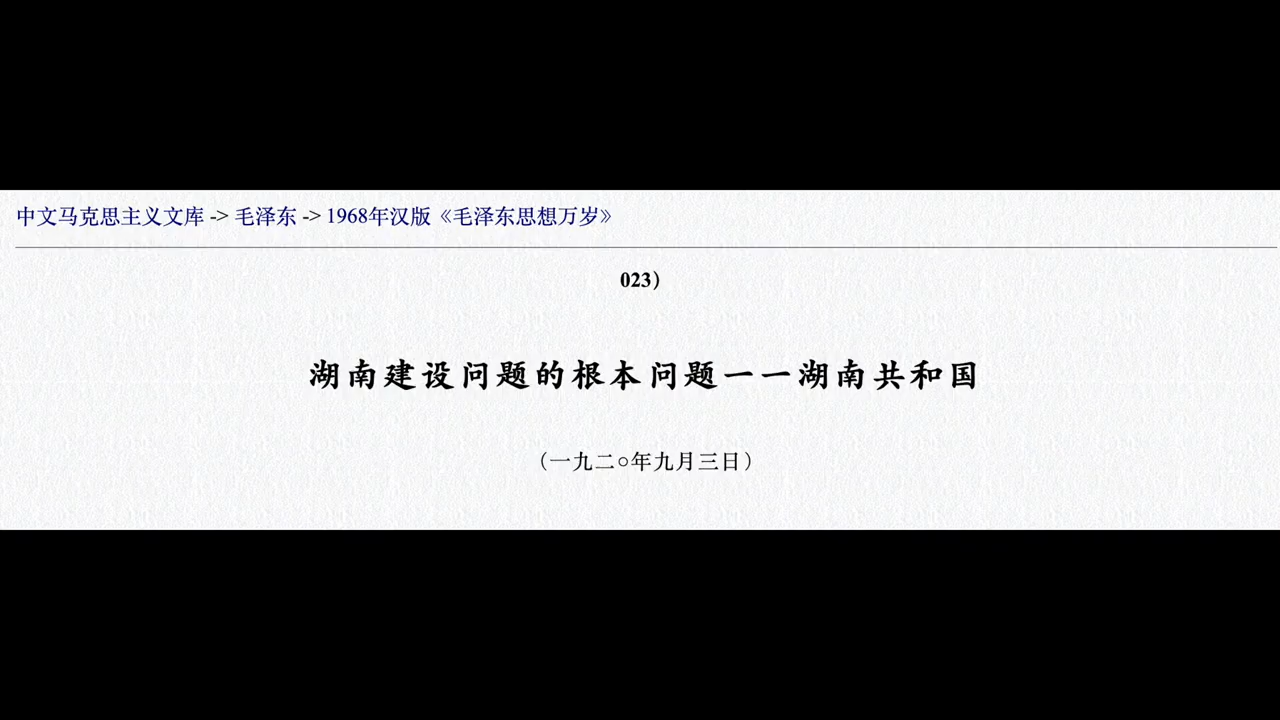 中文马克思主义文库 -> 毛泽东 -> 1968年汉版《毛泽东思想万岁》
023）
湖南建设问题的根本问题一一湖南共和国
（一九二○年九月三日）